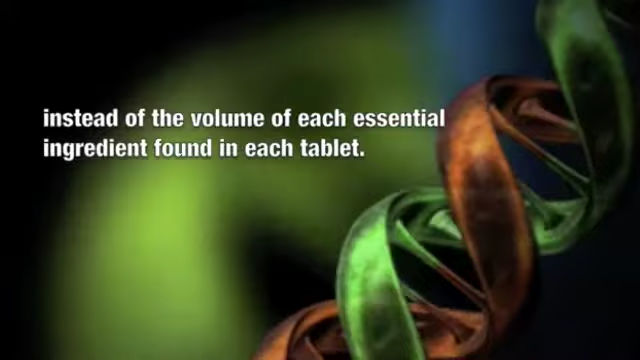 instead of the volume of each essential
ingredient found in each tablet.